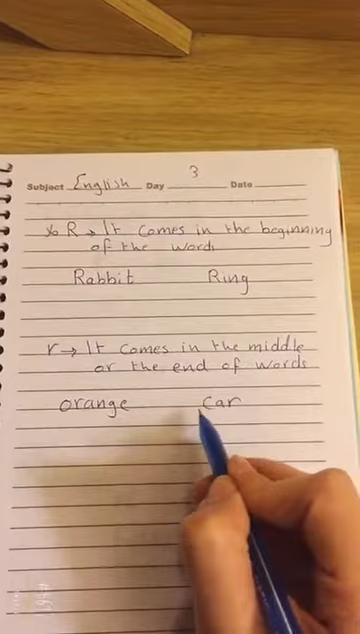 3
Subject English Day Date
R → It comes in the beginning
of the words
Rabbit Ring
r → It comes in the middle
or the end of words
orange car